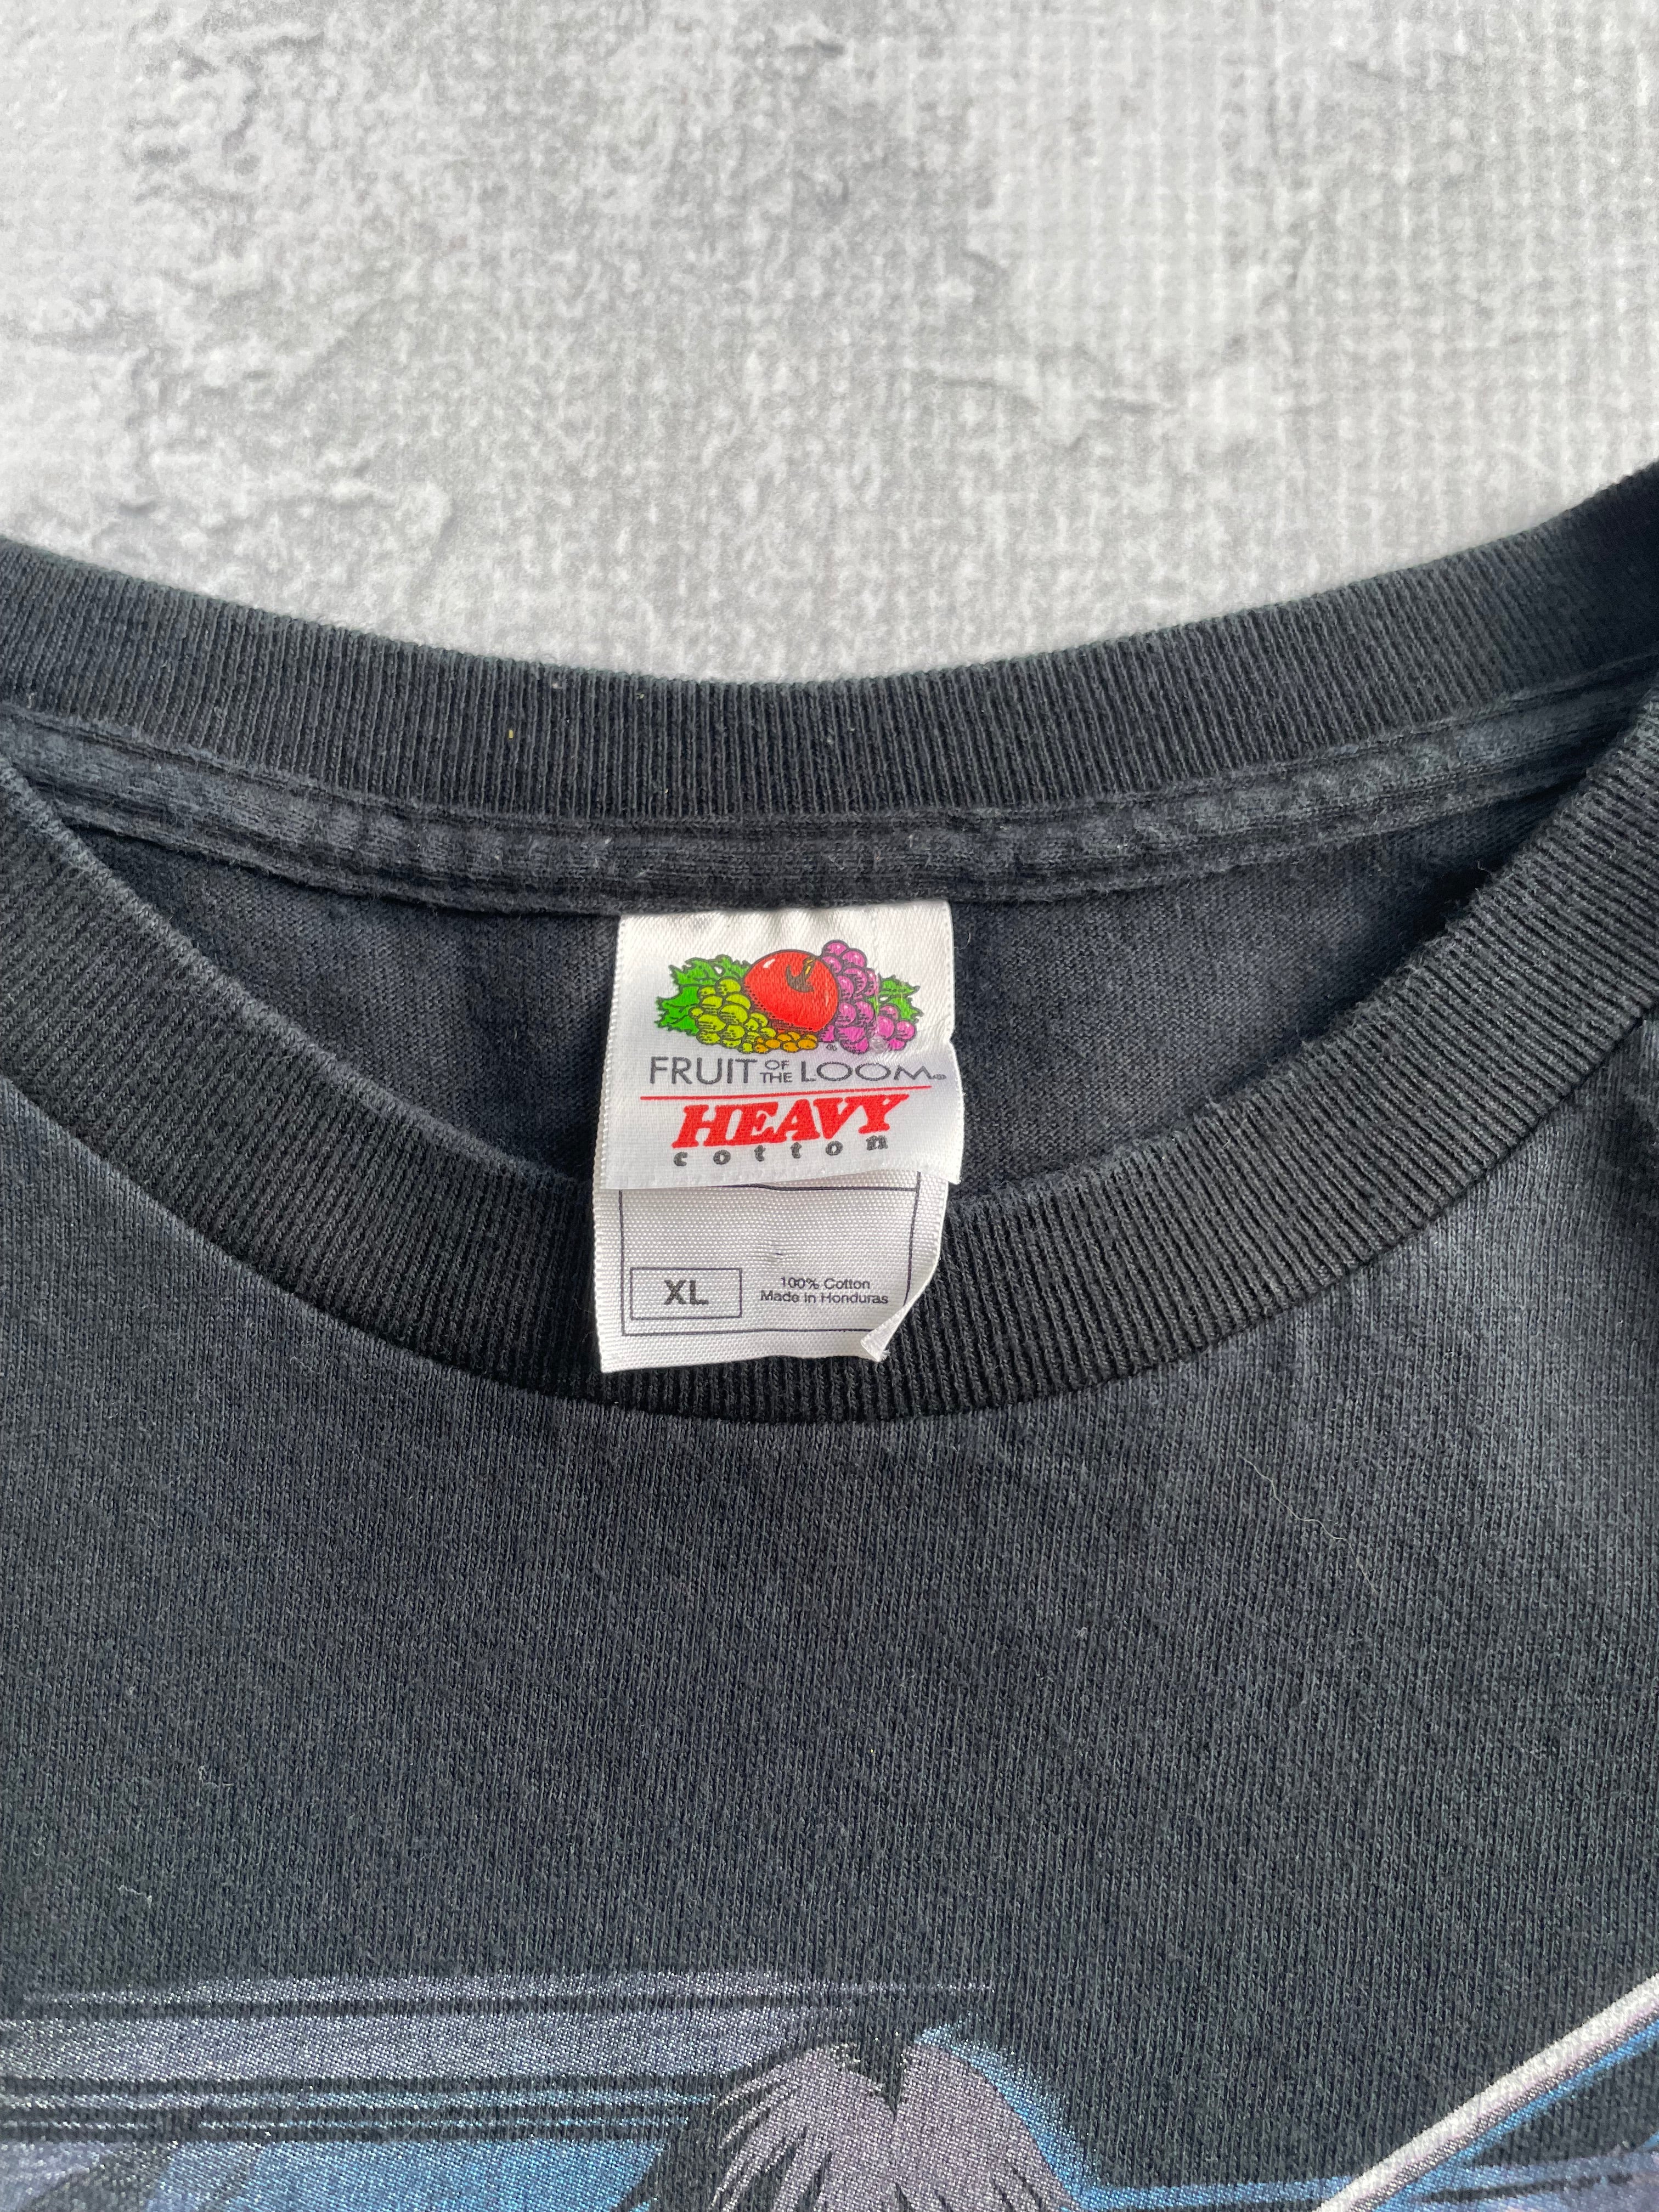 FRUIT OF THE LOOM®
HEAVY
cotton
XL
100% Cotton
Made in Honduras